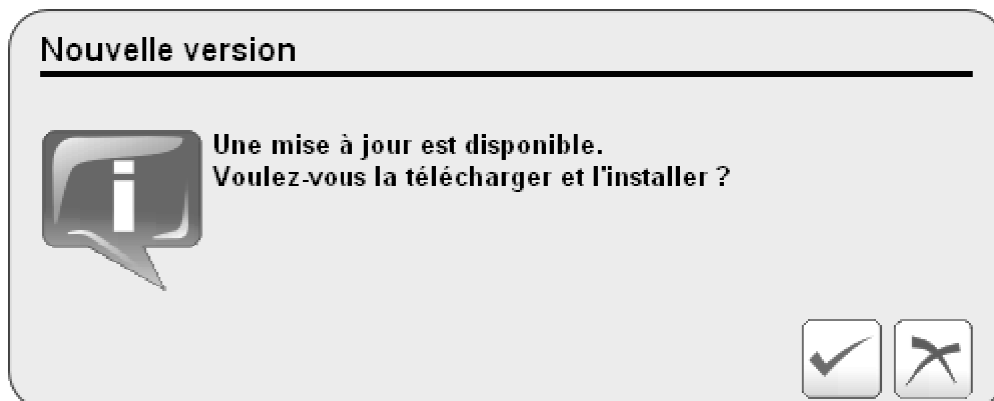 Nouvelle version
Une mise à jour est disponible.
Voulez-vous la télécharger et l'installer ?